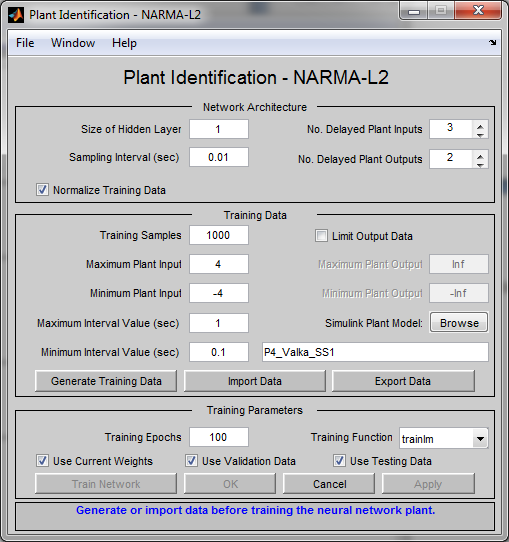 Plant Identification - NARMA-L2
File Window Help
Plant Identification - NARMA-L2
Network Architecture
Size of Hidden Layer 1 No. Delayed Plant Inputs 3
Sampling Interval (sec) 0.01 No. Delayed Plant Outputs 2
Normalize Training Data
Training Data
Training Samples 1000 Limit Output Data
Maximum Plant Input 4 Maximum Plant Output Inf
Minimum Plant Input -4 Minimum Plant Output -Inf
Maximum Interval Value (sec) 1 Simulink Plant Model: Browse
Minimum Interval Value (sec) 0.1 P4_Valka_SS1
Generate Training Data Import Data Export Data
Training Parameters
Training Epochs 100 Training Function trainlm
Use Current Weights Use Validation Data Use Testing Data
Train Network OK Cancel Apply
Generate or import data before training the neural network plant.